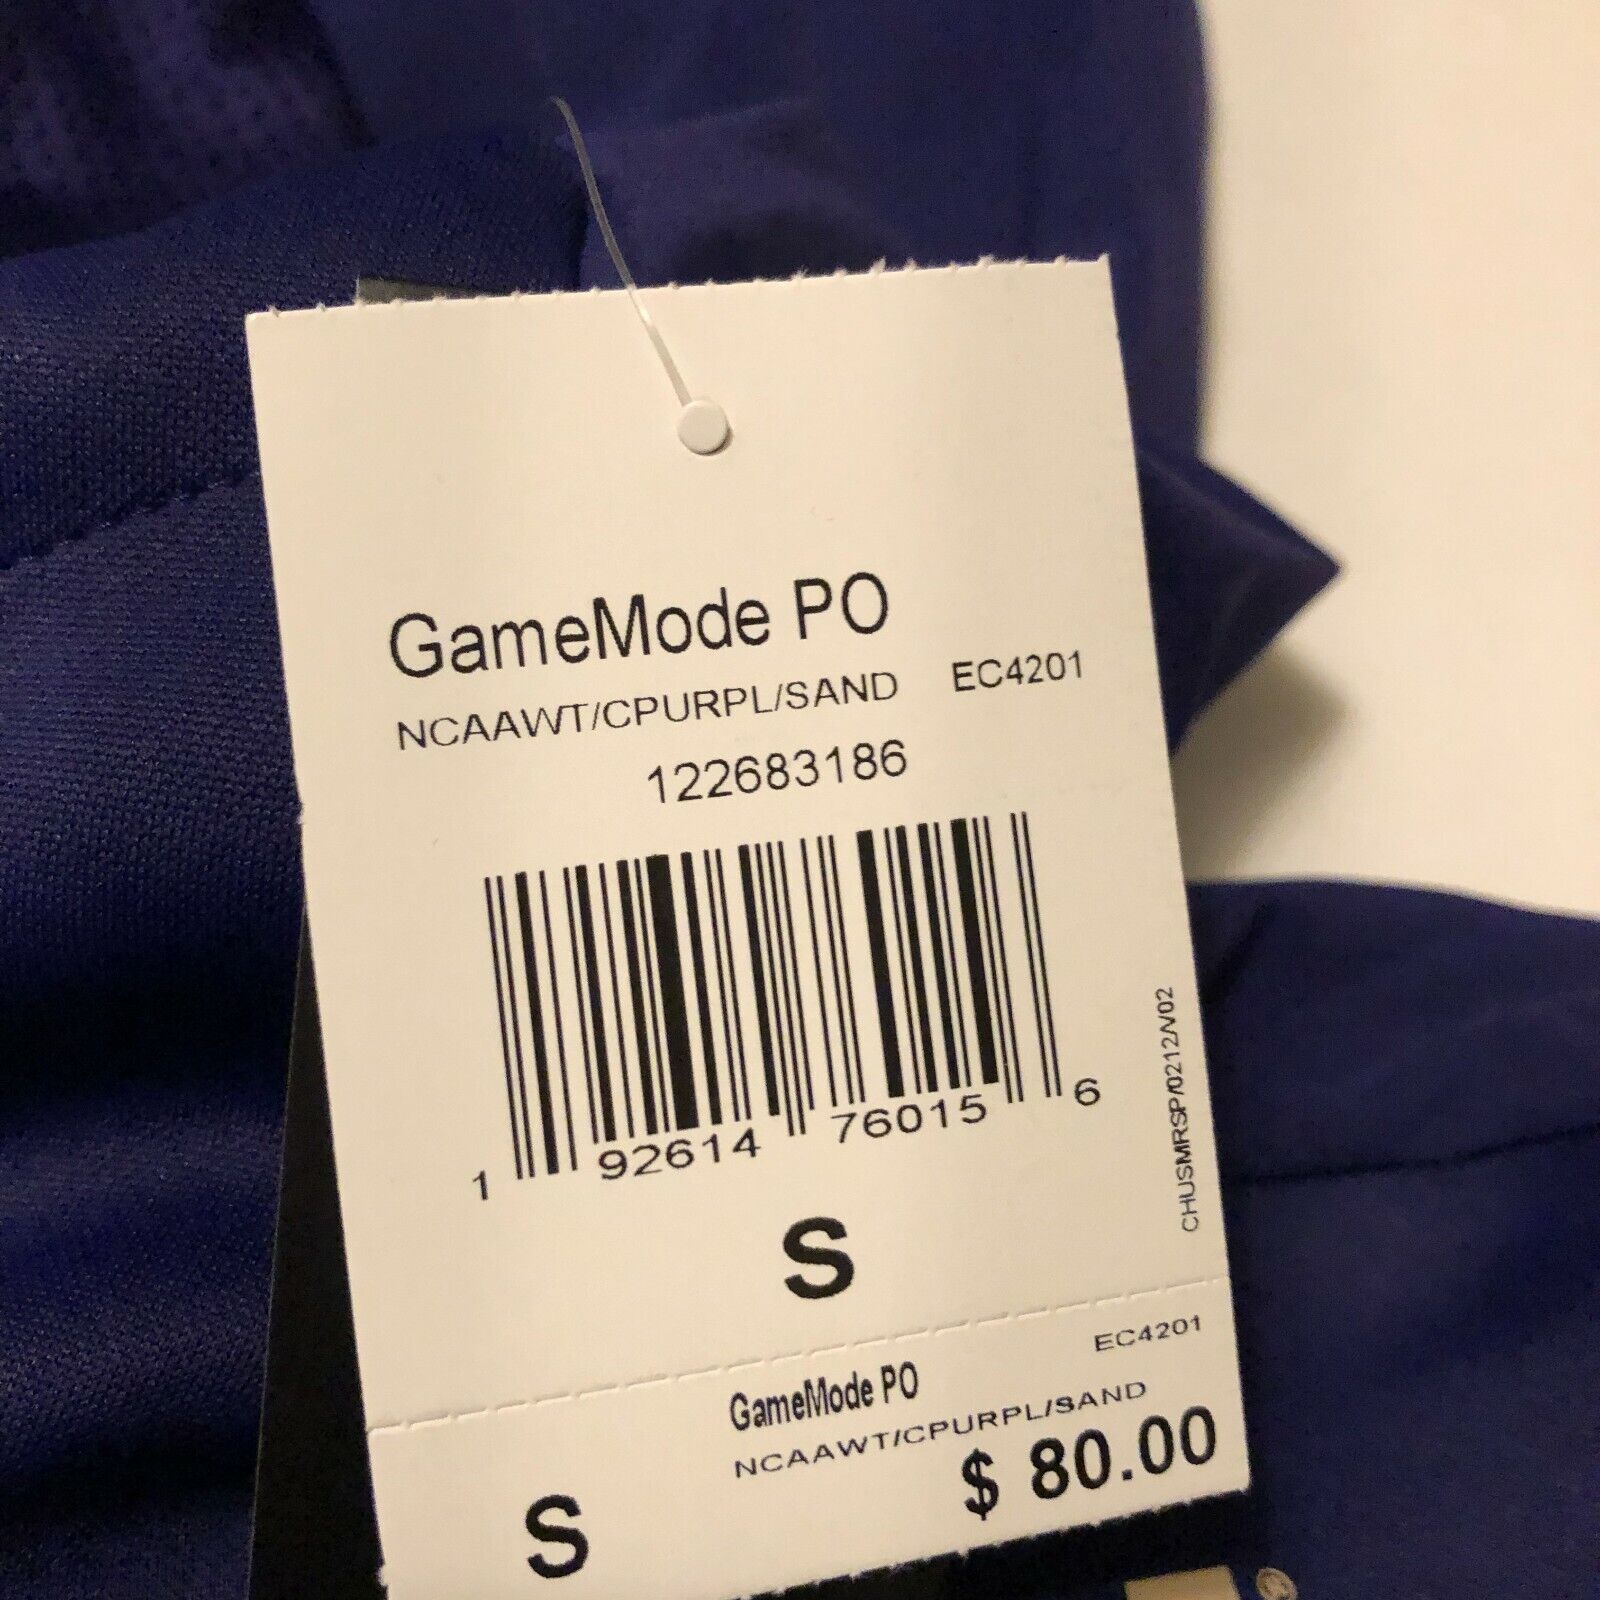 GameMode PO
NCAAWT/CPURPL/SAND EC4201
122683186
1 92614 76015 6
CHUSMRSP/0212/V02
S
EC4201
GameMode PO
NCAAWT/CPURPL/SAND
$ 80.00
S